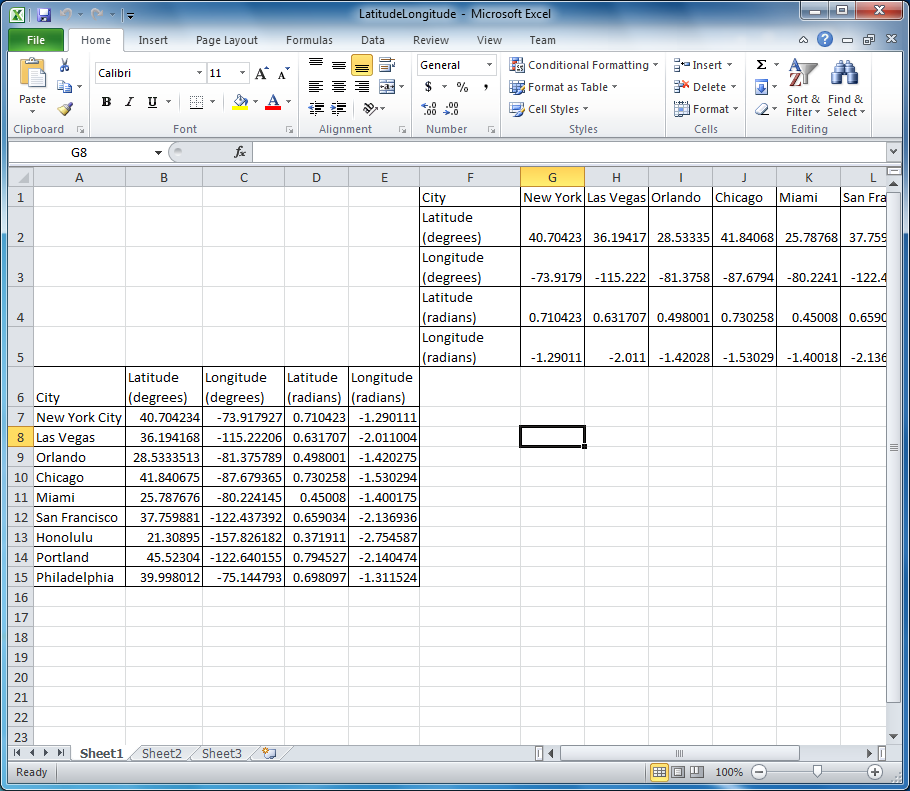 LatitudeLongitude - Microsoft Excel
File Home Insert Page Layout Formulas Data Review View Team
Calibri 11 General Conditional Formatting Insert Σ
Paste B I U $ % , Format as Table Delete Sort & Filter Find & Select
Cell Styles Format
Clipboard Font Alignment Number Styles Cells Editing
G8 fx
A B C D E F G H I J K L
1 City New York Las Vegas Orlando Chicago Miami San Fra
2 Latitude (degrees) 40.70423 36.19417 28.53335 41.84068 25.78768 37.759
3 Longitude (degrees) -73.9179 -115.222 -81.3758 -87.6794 -80.2241 -122.4
4 Latitude (radians) 0.710423 0.631707 0.498001 0.730258 0.45008 0.6590
5 Longitude (radians) -1.29011 -2.011 -1.42028 -1.53029 -1.40018 -2.136
6 City Latitude (degrees) Longitude (degrees) Latitude (radians) Longitude (radians)
7 New York City 40.704234 -73.917927 0.710423 -1.290111
8 Las Vegas 36.194168 -115.22206 0.631707 -2.011004
9 Orlando 28.5333513 -81.375789 0.498001 -1.420275
10 Chicago 41.840675 -87.679365 0.730258 -1.530294
11 Miami 25.787676 -80.224145 0.45008 -1.400175
12 San Francisco 37.759881 -122.437392 0.659034 -2.136936
13 Honolulu 21.30895 -157.826182 0.371911 -2.754587
14 Portland 45.52304 -122.640155 0.794527 -2.140474
15 Philadelphia 39.998012 -75.144793 0.698097 -1.311524
16
17
18
19
20
21
22
23
Sheet1 Sheet2 Sheet3
Ready 100%